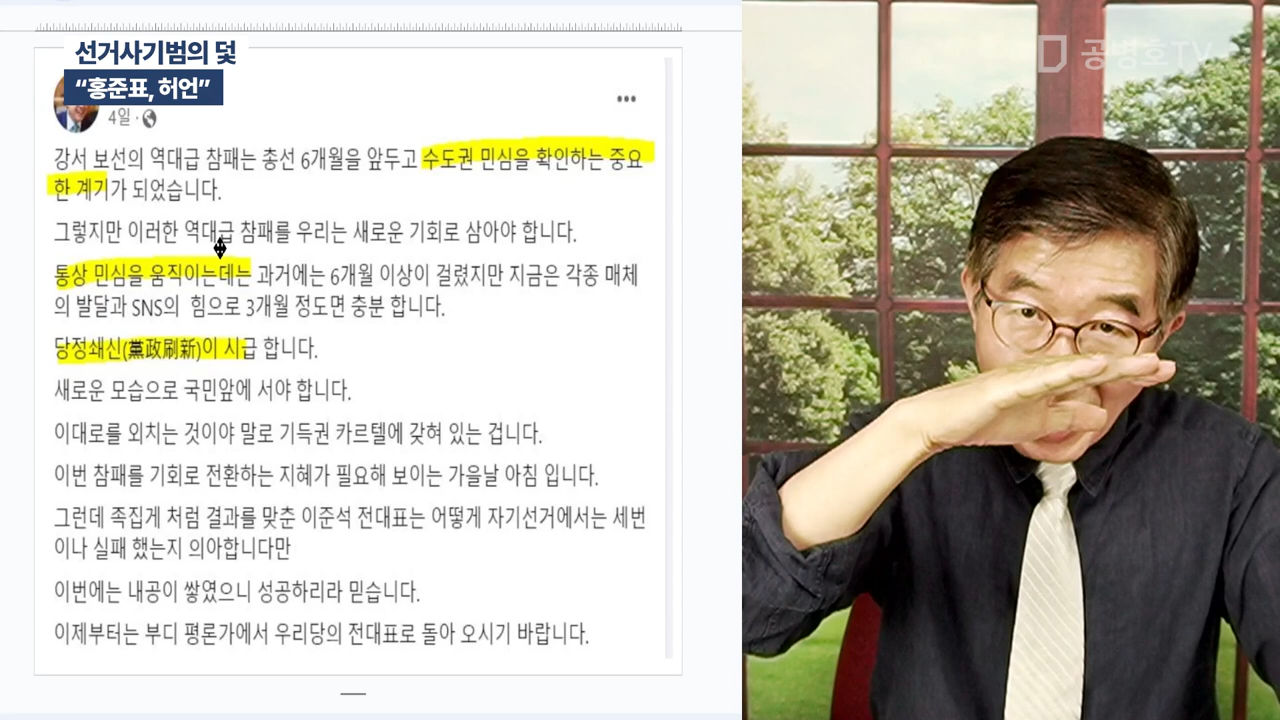 선거사기범의 덫
“홍준표, 허언”
공병호TV
4일 ·
강서 보선의 역대급 참패는 총선 6개월을 앞두고 수도권 민심을 확인하는 중요
한 계기가 되었습니다.
그렇지만 이러한 역대급 참패를 우리는 새로운 기회로 삼아야 합니다.
통상 민심을 움직이는데는 과거에는 6개월 이상이 걸렸지만 지금은 각종 매체
의 발달과 SNS의 힘으로 3개월 정도면 충분 합니다.
당정쇄신(黨政刷新)이 시급 합니다.
새로운 모습으로 국민앞에 서야 합니다.
이대로를 외치는 것이야 말로 기득권 카르텔에 갖혀 있는 겁니다.
이번 참패를 기회로 전환하는 지혜가 필요해 보이는 가을날 아침 입니다.
그런데 족집게 처럼 결과를 맞춘 이준석 전대표는 어떻게 자기선거에서는 세번
이나 실패 했는지 의아합니다만
이번에는 내공이 쌓였으니 성공하리라 믿습니다.
이제부터는 부디 평론가에서 우리당의 전대표로 돌아 오시기 바랍니다.